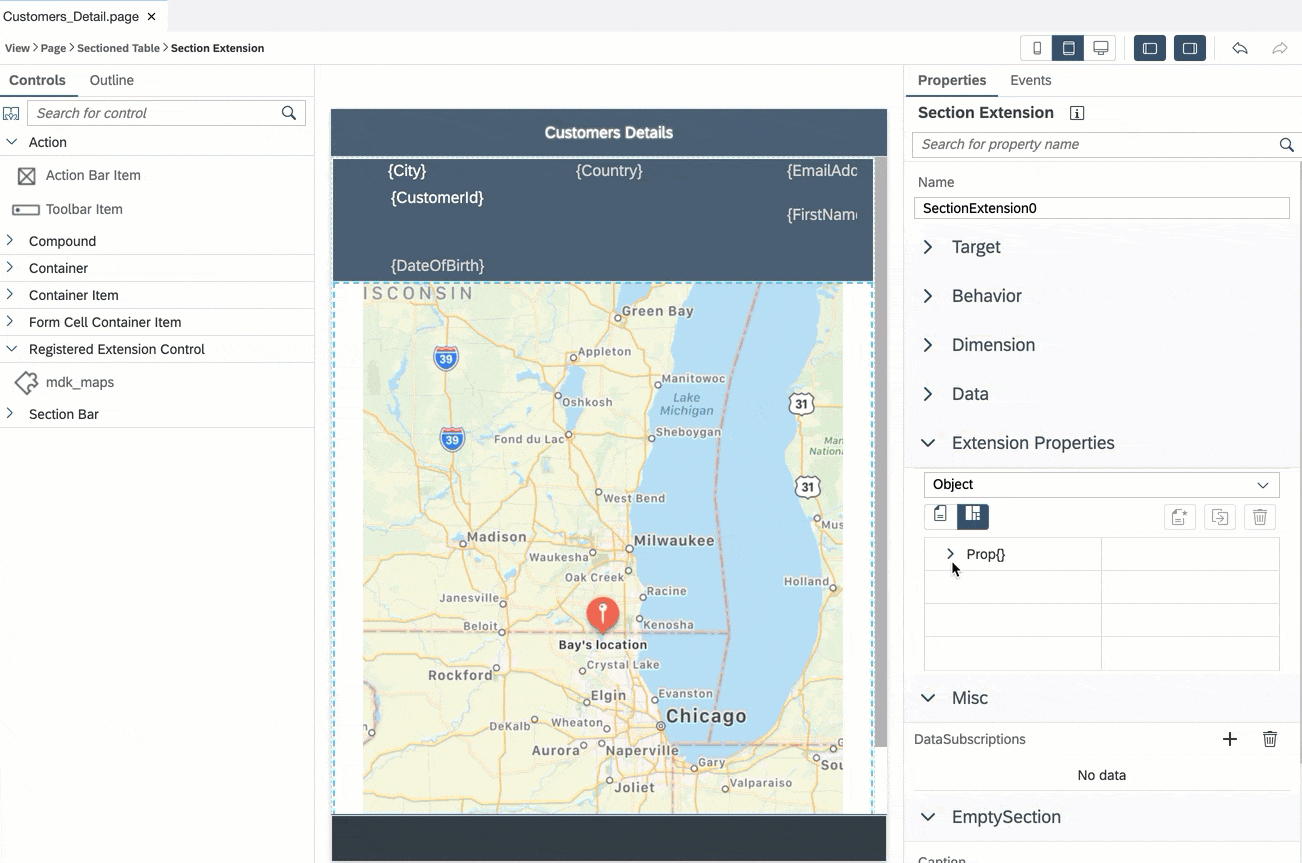 Customers_Detail.page ×
View > Page > Sectioned Table > Section Extension
Controls Outline
Search for control
Action
Action Bar Item
Toolbar Item
Compound
Container
Container Item
Form Cell Container Item
Registered Extension Control
mdk_maps
Section Bar
Customers Details
{City} {Country} {EmailAdd
{CustomerId}
{FirstName
{DateOfBirth}
ISCONSIN
Green Bay
39
Appleton
Manitowoc
Lake
Michigan
31
Oshkosh
Sheboygan
39
Fond du Lac
Man
Nation
31
West Bend
Mus
Madison
Milwaukee
Waukesha
Oak Creek
Holland
Racine
Janesville
Kenosha
Beloit
Bay's location
Crystal Lake
Rockford
Elgin
Evanston
Chicago
DeKalb
Wheaton
Aurora
Naperville
Gary
Sou
Joliet
Valparaiso
Properties Events
Section Extension
Search for property name
Name
SectionExtension0
Target
Behavior
Dimension
Data
Extension Properties
Object
Prop{}
Misc
DataSubscriptions
No data
EmptySection
Caption